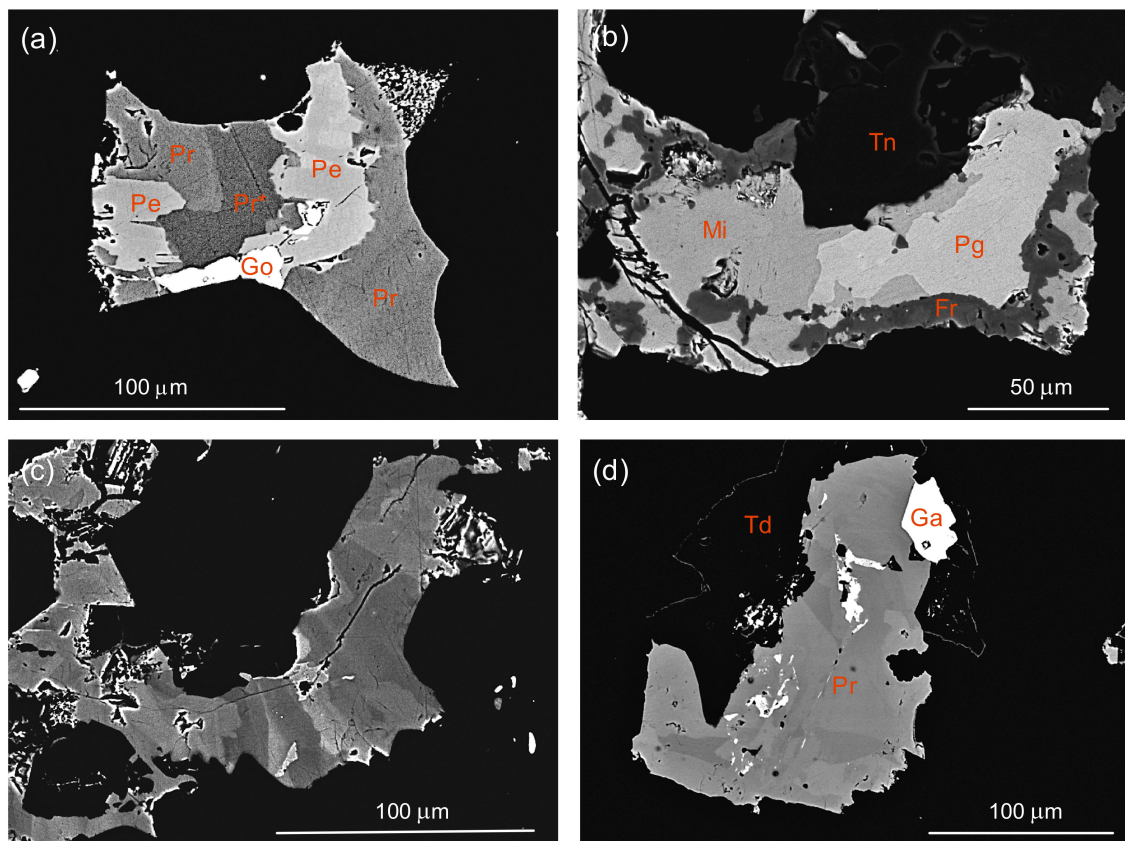 (a)
Pr
Pe
Pe
Pr*
Go
Pr
100 μm
(b)
Tn
Mi
Pg
Fr
50 μm
(c)
100 μm
(d)
Td
Ga
Pr
100 μm